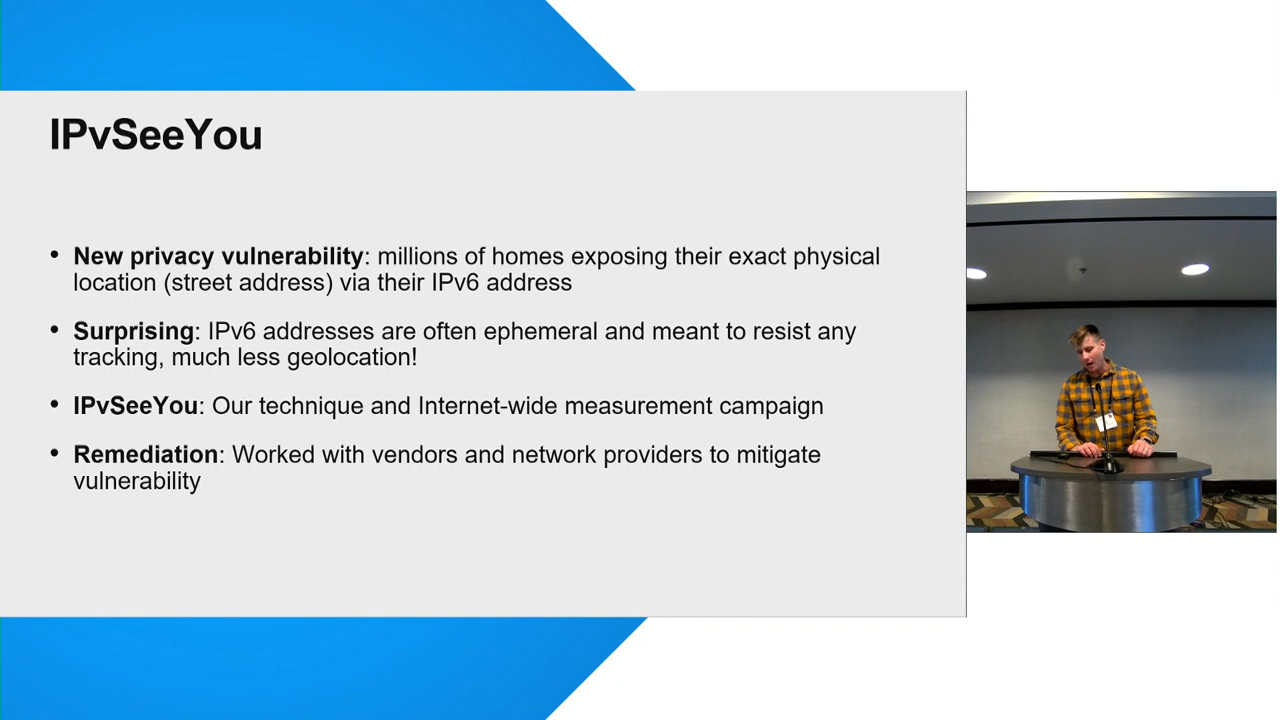 IPvSeeYou
• New privacy vulnerability: millions of homes exposing their exact physical
location (street address) via their IPv6 address
• Surprising: IPv6 addresses are often ephemeral and meant to resist any
tracking, much less geolocation!
• IPvSeeYou: Our technique and Internet-wide measurement campaign
• Remediation: Worked with vendors and network providers to mitigate
vulnerability